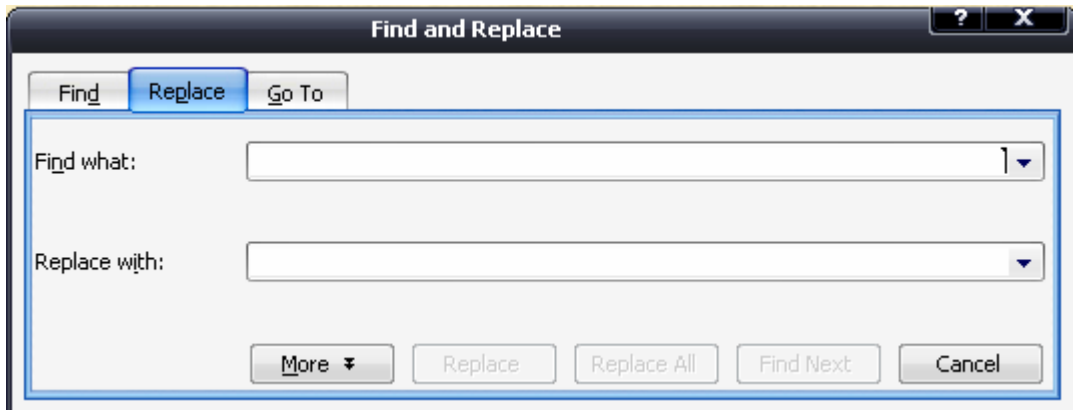 Find and Replace
? X
Find Replace Go To
Find what:
Replace with:
More Replace Replace All Find Next Cancel